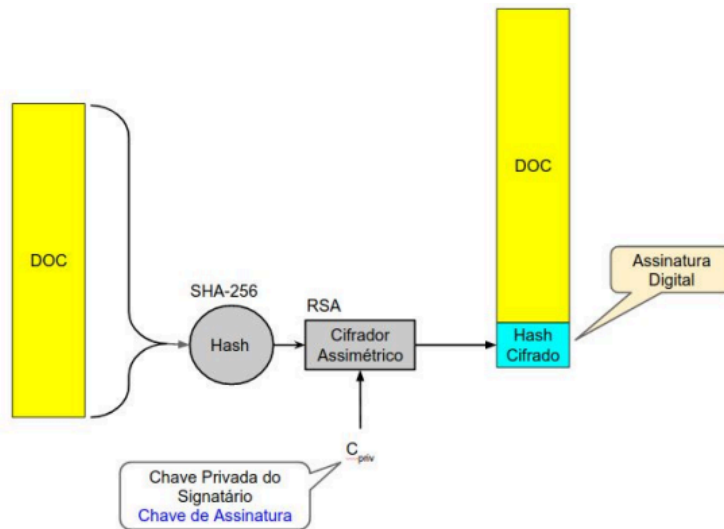 DOC
SHA-256
Hash
RSA
Cifrador
Assimétrico
C priv
Chave Privada do
Signatário
Chave de Assinatura
DOC
Hash
Cifrado
Assinatura
Digital